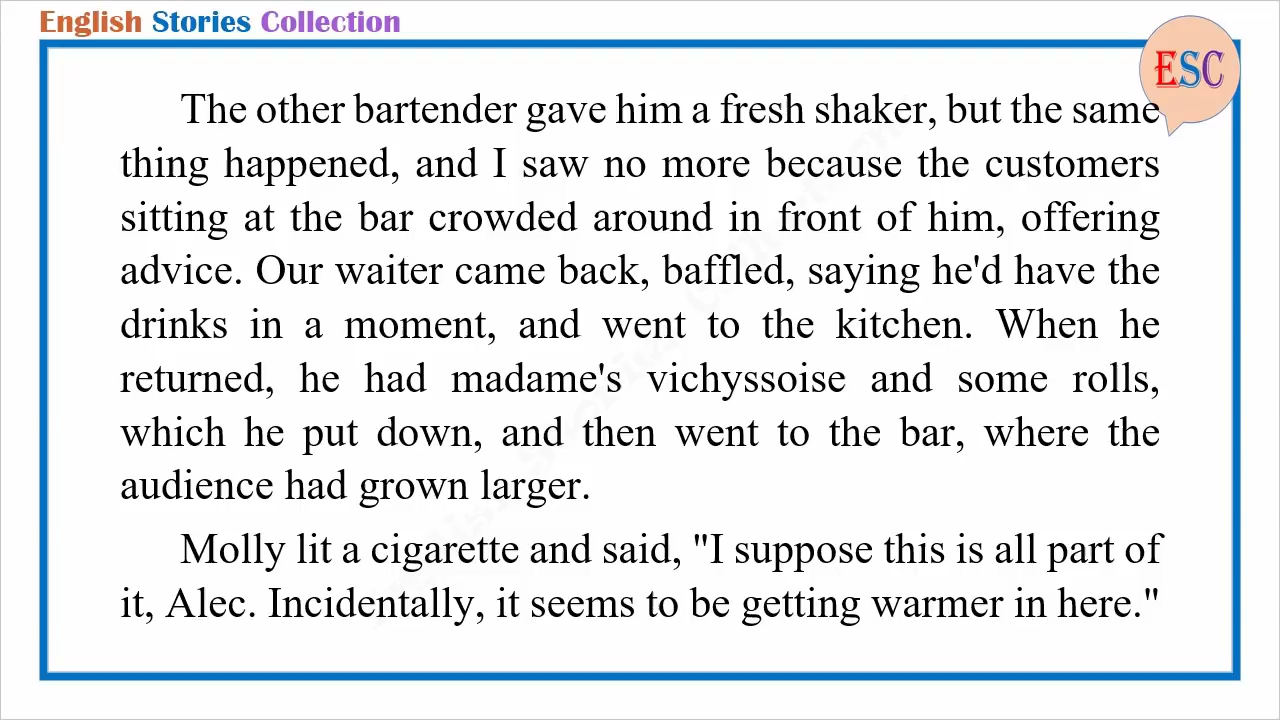 English Stories Collection
ESC
The other bartender gave him a fresh shaker, but the same
thing happened, and I saw no more because the customers
sitting at the bar crowded around in front of him, offering
advice. Our waiter came back, baffled, saying he'd have the
drinks in a moment, and went to the kitchen. When he
returned, he had madame's vichyssoise and some rolls,
which he put down, and then went to the bar, where the
audience had grown larger.
Molly lit a cigarette and said, "I suppose this is all part of
it, Alec. Incidentally, it seems to be getting warmer in here."